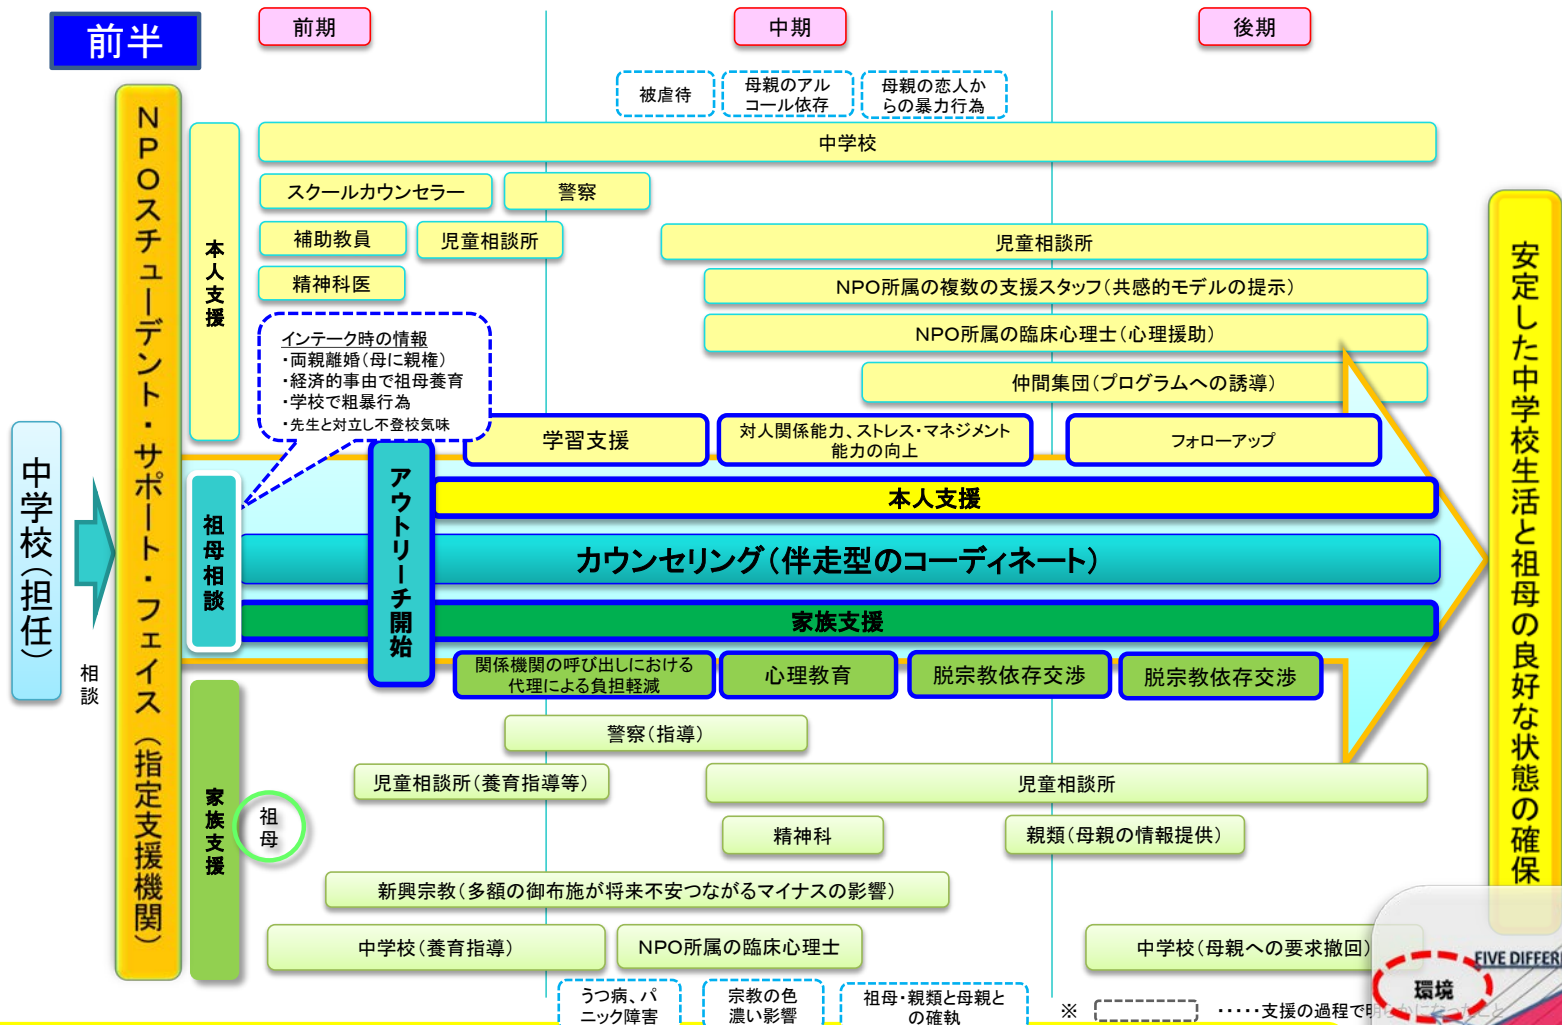 前半
前期
中期
後期
被虐待
母親のアル
コール依存
母親の恋人か
らの暴力行為
NPOスチューデント・サポート・フェイス（指定支援機関）
本人支援
中学校
スクールカウンセラー
警察
補助教員
児童相談所
児童相談所
精神科医
NPO所属の複数の支援スタッフ（共感的モデルの提示）
NPO所属の臨床心理士（心理援助）
仲間集団（プログラムへの誘導）
インテーク時の情報
・両親離婚（母に親権）
・経済的事由で祖母養育
・学校で粗暴行為
・先生と対立し不登校気味
学習支援
対人関係能力、ストレス・マネジメント
能力の向上
フォローアップ
中学校（担任）
相談
祖母相談
アウトリーチ開始
本人支援
カウンセリング（伴走型のコーディネート）
家族支援
関係機関の呼び出しにおける
代理による負担軽減
心理教育
脱宗教依存交渉
脱宗教依存交渉
安定した中学校生活と祖母の良好な状態の確保
家族支援
祖母
警察（指導）
児童相談所（養育指導等）
児童相談所
精神科
親類（母親の情報提供）
新興宗教（多額の御布施が将来不安つながるマイナスの影響）
中学校（養育指導）
NPO所属の臨床心理士
中学校（母親への要求撤回）
うつ病、パ
ニック障害
宗教の色
濃い影響
祖母・親類と母親と
の確執
※
・・・・・支援の過程で明らかになったこと
FIVE DIFFER
環境